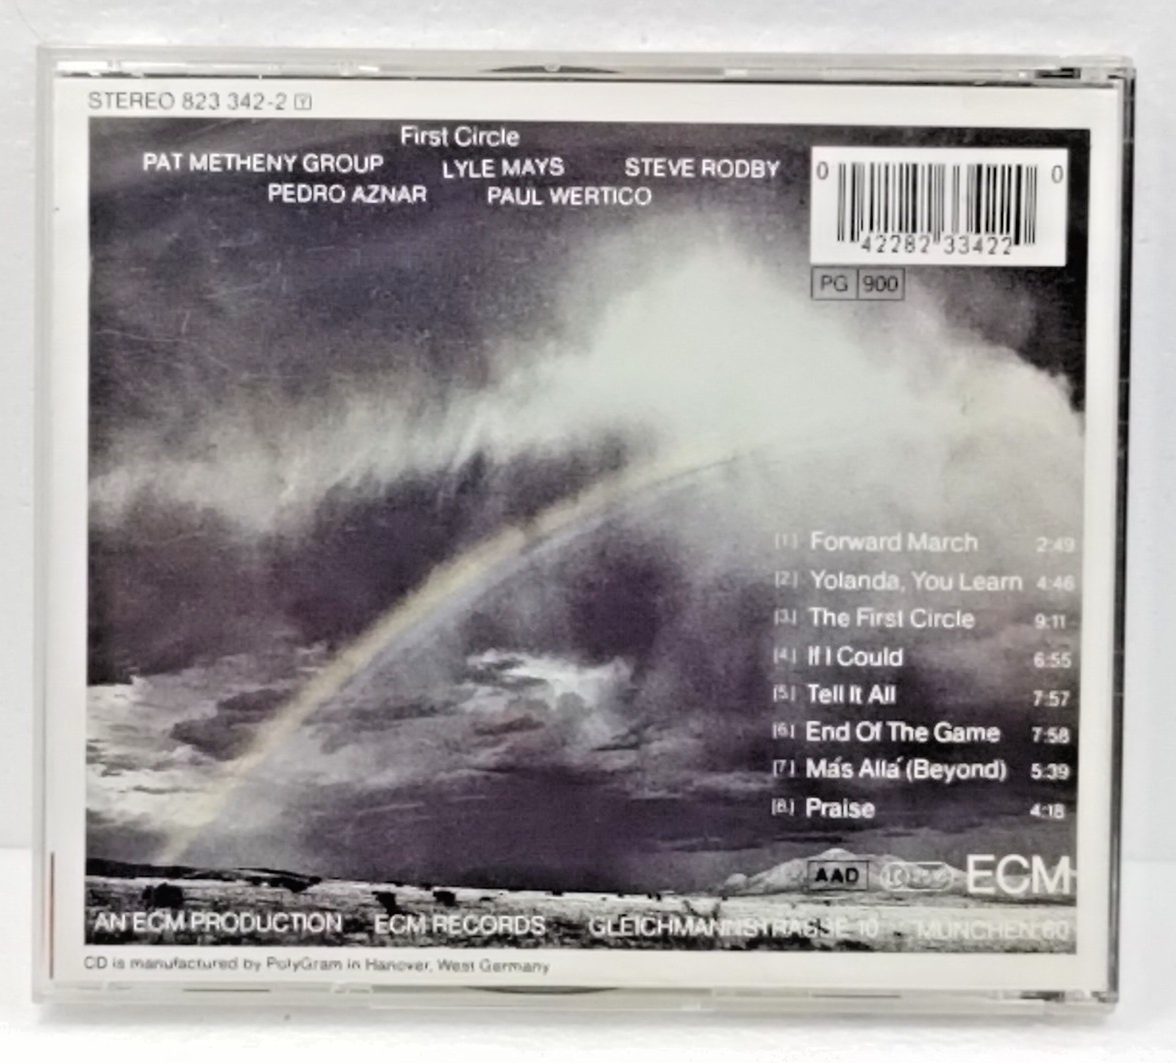 STEREO 823 342-2 Y
First Circle
PAT METHENY GROUP LYLE MAYS STEVE RODBY
PEDRO AZNAR PAUL WERTICO
0 42282 33422 0
PG 900
[1] Forward March 2:49
[2] Yolanda, You Learn 4:46
[3] The First Circle 9:11
[4] If I Could 6:55
[5] Tell It All 7:57
[6] End Of The Game 7:58
[7] Más Allá (Beyond) 5:39
[8] Praise 4:18
AAD ECM
AN ECM PRODUCTION ECM RECORDS GLEICHMANNSTRASSE 10 MÜNCHEN 60
CD is manufactured by PolyGram in Hanover, West Germany